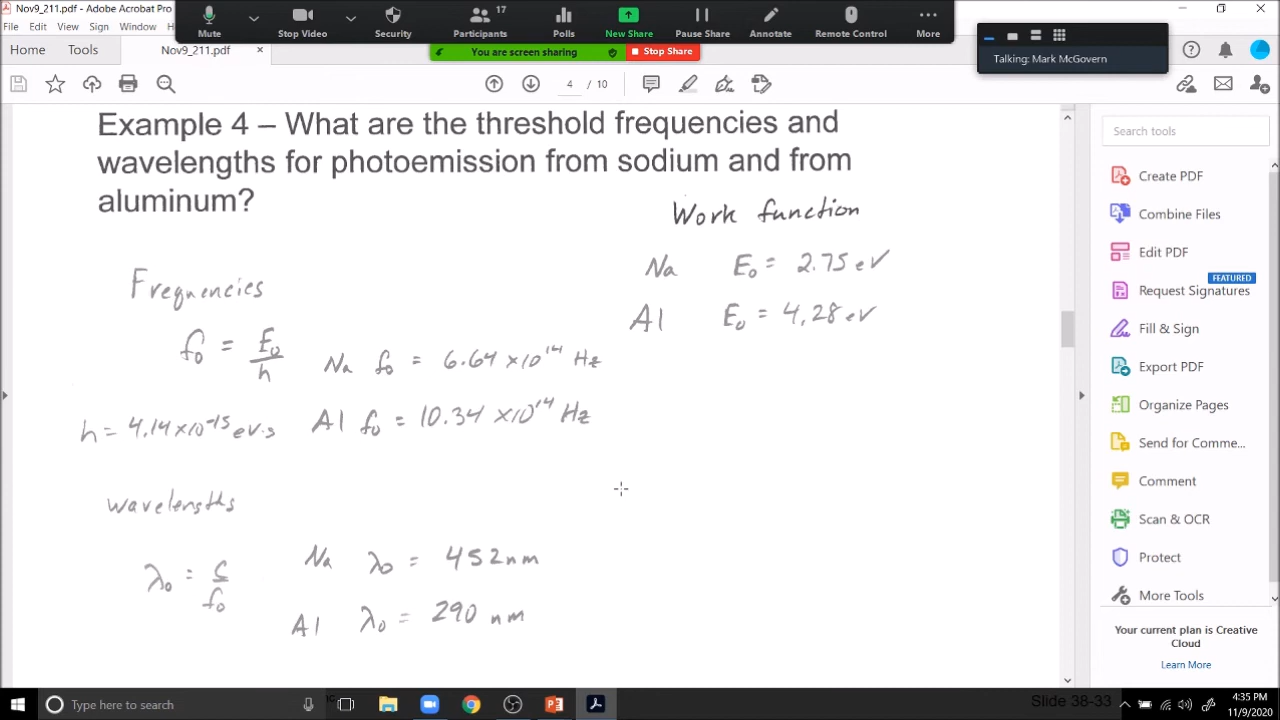 Nov9_211.pdf - Adobe Acrobat Pro
File Edit View Sign Window
Mute
Stop Video
Security
17
Participants
Polls
New Share
Pause Share
Annotate
Remote Control
More
You are screen sharing
Stop Share
Talking: Mark McGovern
Home Tools Nov9_211.pdf ×
4 / 10
Example 4 – What are the threshold frequencies and
wavelengths for photoemission from sodium and from
aluminum?
Work function
Na E₀ = 2.75 eV
Al E₀ = 4.28 eV
Frequencies
f₀ = E₀/h
Na f₀ = 6.64 ×10¹⁴ Hz
h = 4.14×10⁻¹⁵ eV·s
Al f₀ = 10.34 ×10¹⁴ Hz
wavelengths
λ₀ = c/f₀
Na λ₀ = 452 nm
Al λ₀ = 290 nm
Slide 38-33
Search tools
Create PDF
Combine Files
Edit PDF
FEATURED
Request Signatures
Fill & Sign
Export PDF
Organize Pages
Send for Comme...
Comment
Scan & OCR
Protect
More Tools
Your current plan is Creative
Cloud
Learn More
Type here to search
4:35 PM
11/9/2020